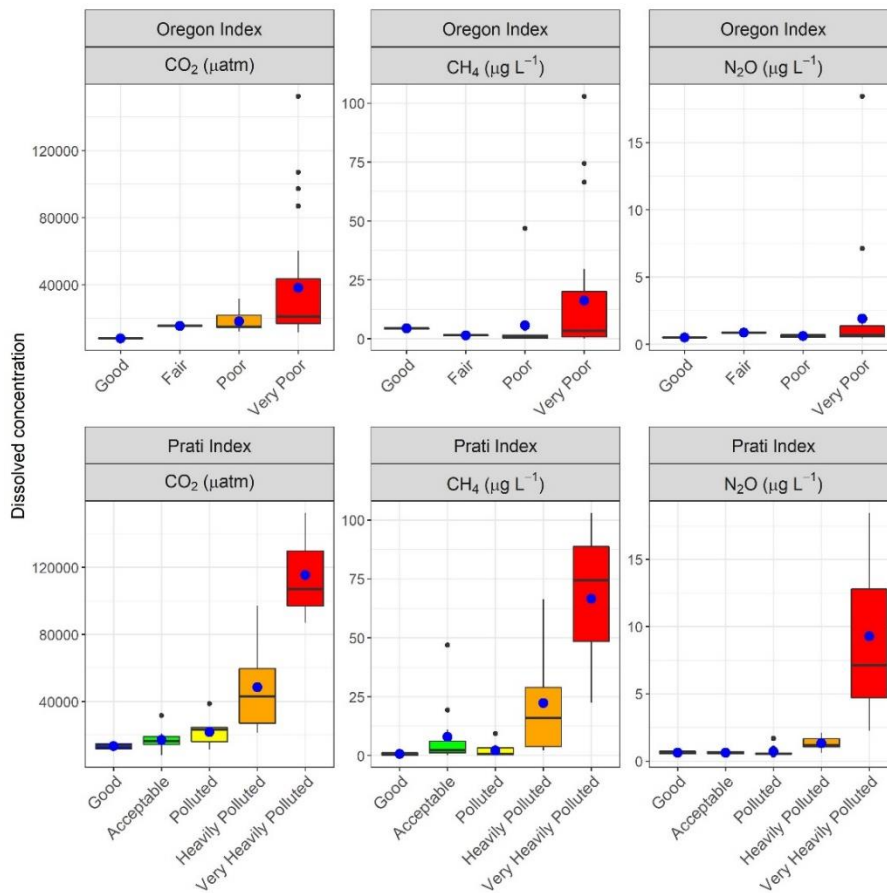 Oregon Index
Oregon Index
Oregon Index
CO₂ (μatm)
CH₄ (μg L⁻¹)
N₂O (μg L⁻¹)
120000
80000
40000
100
75
50
25
0
15
10
5
0
Good
Fair
Poor
Very Poor
Good
Fair
Poor
Very Poor
Good
Fair
Poor
Very Poor
Dissolved concentration
Prati Index
Prati Index
Prati Index
CO₂ (μatm)
CH₄ (μg L⁻¹)
N₂O (μg L⁻¹)
120000
80000
40000
100
75
50
25
0
15
10
5
0
Good
Acceptable
Polluted
Heavily Polluted
Very Heavily Polluted
Good
Acceptable
Polluted
Heavily Polluted
Very Heavily Polluted
Good
Acceptable
Polluted
Heavily Polluted
Very Heavily Polluted